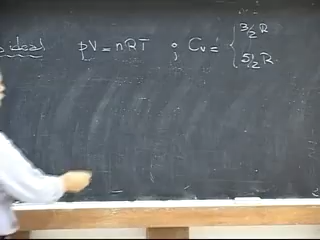 ideal pV = nRT ; Cv = { 3/2 R
5/2 R